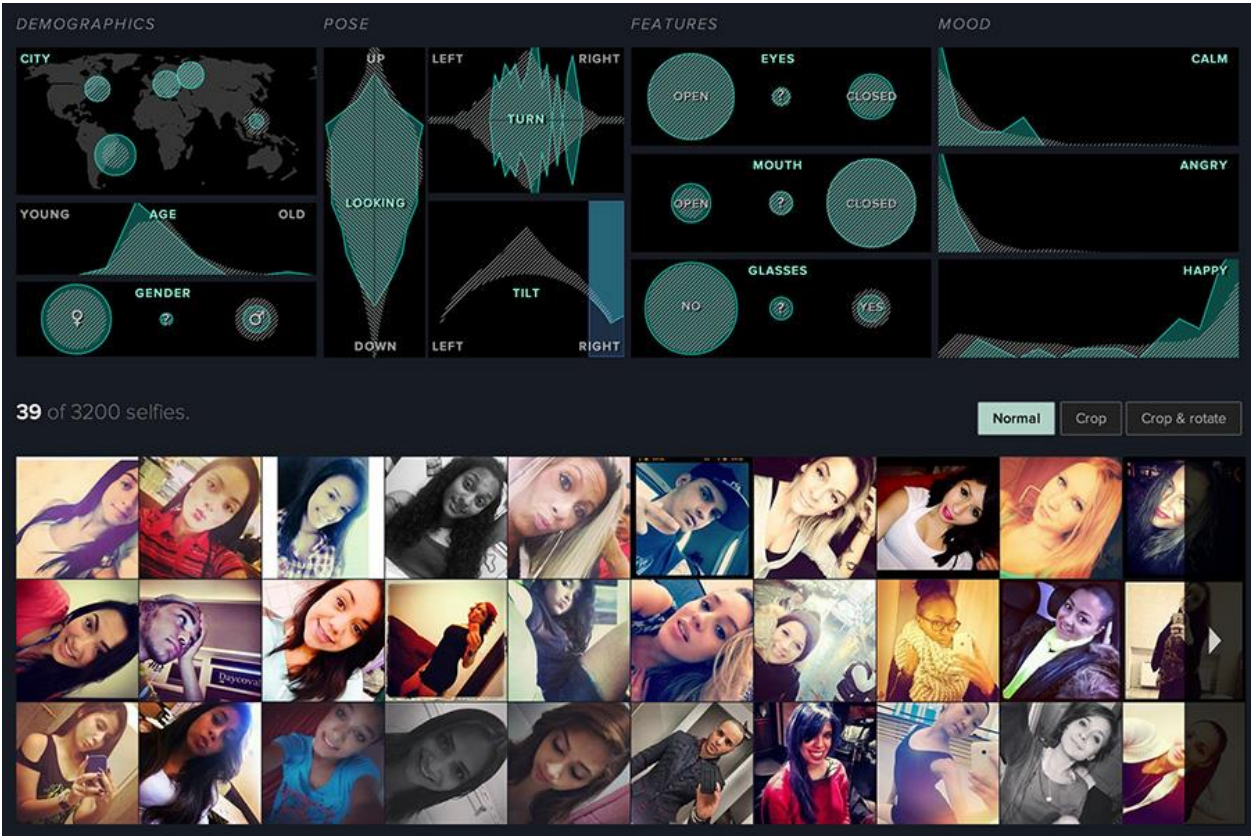 DEMOGRAPHICS
CITY
YOUNG
AGE
OLD
GENDER
♀
?
♂
POSE
UP
LOOKING
DOWN
LEFT
RIGHT
TURN
TILT
LEFT
RIGHT
FEATURES
EYES
OPEN
?
CLOSED
MOUTH
OPEN
?
CLOSED
GLASSES
NO
?
YES
MOOD
CALM
ANGRY
HAPPY
39 of 3200 selfies.
Normal
Crop
Crop & rotate
Daycoval